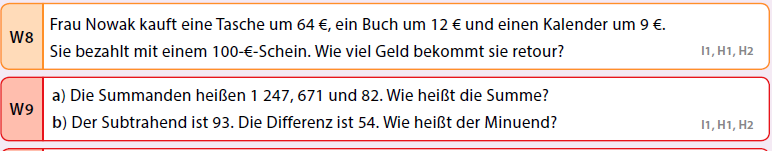 W8
Frau Nowak kauft eine Tasche um 64 €, ein Buch um 12 € und einen Kalender um 9 €.
Sie bezahlt mit einem 100-€-Schein. Wie viel Geld bekommt sie retour?
I1, H1, H2
W9
a) Die Summanden heißen 1 247, 671 und 82. Wie heißt die Summe?
b) Der Subtrahend ist 93. Die Differenz ist 54. Wie heißt der Minuend?
I1, H1, H2